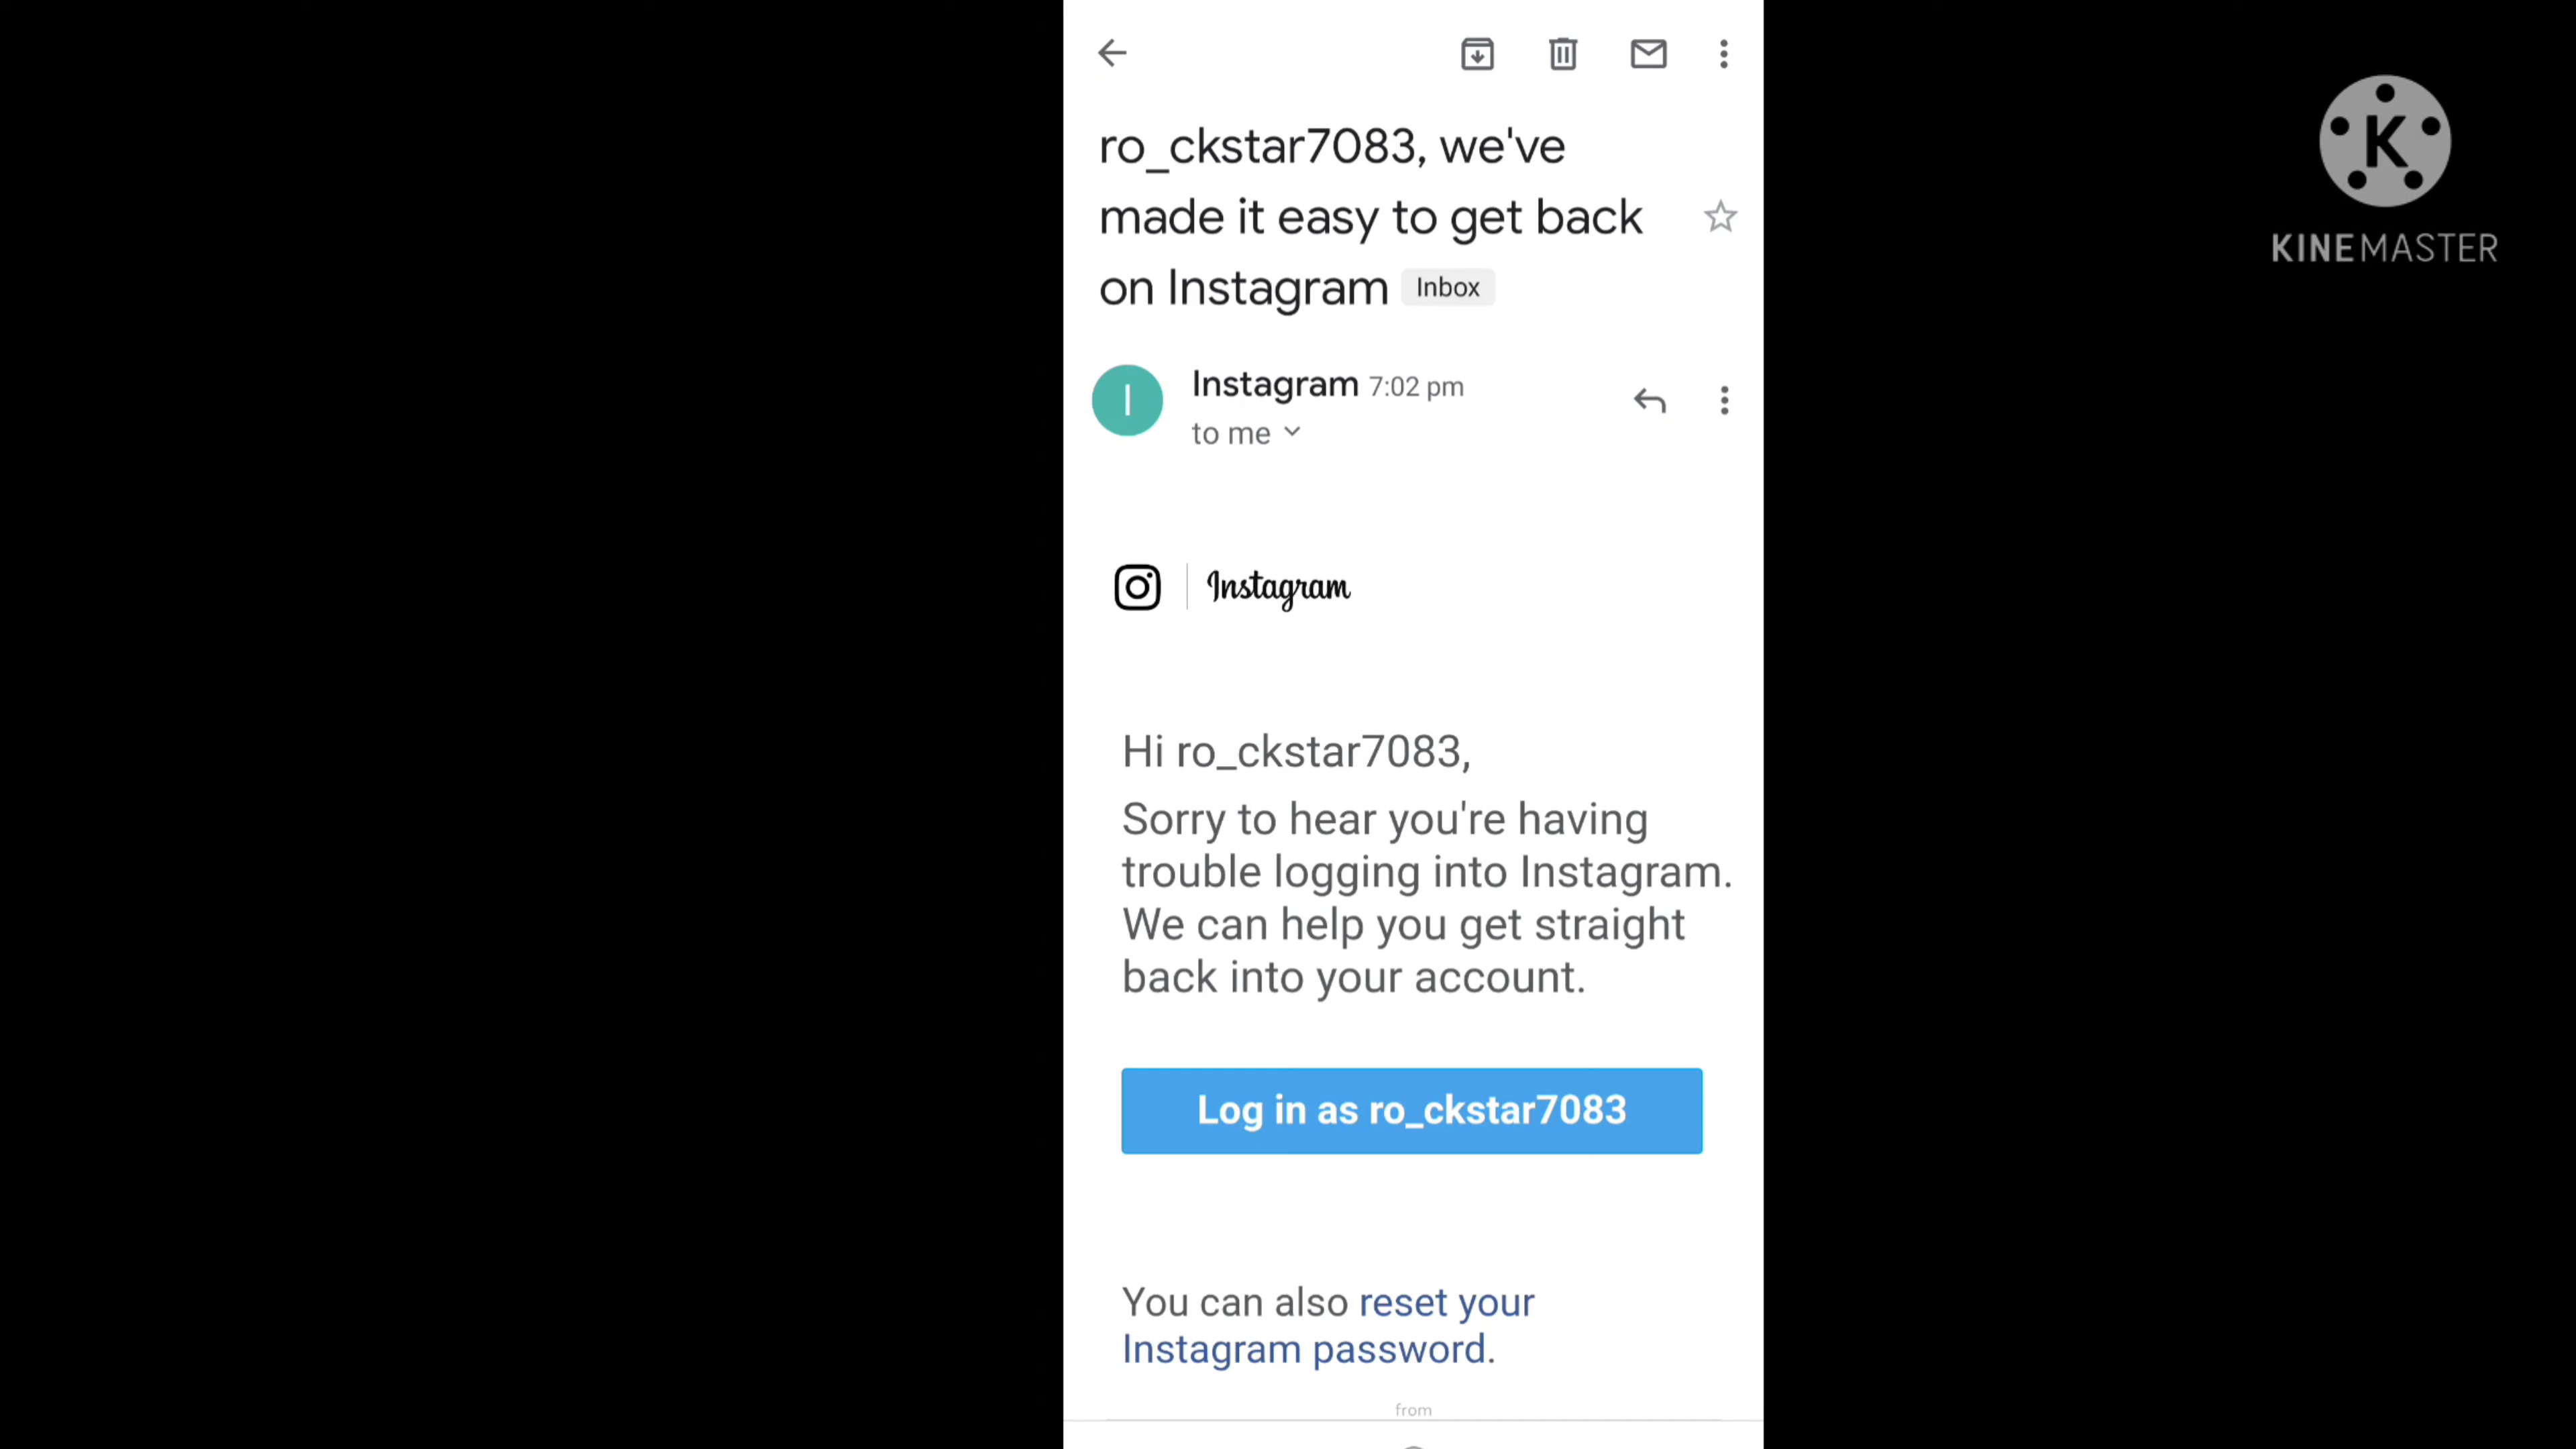 ro_ckstar7083, we've
made it easy to get back
on Instagram Inbox
I
Instagram 7:02 pm
to me
Instagram
Hi ro_ckstar7083,
Sorry to hear you're having
trouble logging into Instagram.
We can help you get straight
back into your account.
Log in as ro_ckstar7083
You can also reset your
Instagram password.
from
K
KINEMASTER